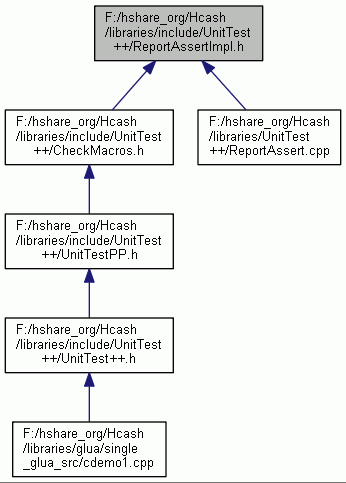 F:/hshare_org/Hcash
/libraries/include/UnitTest
++/ReportAssertImpl.h
F:/hshare_org/Hcash
/libraries/include/UnitTest
++/CheckMacros.h
F:/hshare_org/Hcash
/libraries/UnitTest
++/ReportAssert.cpp
F:/hshare_org/Hcash
/libraries/include/UnitTest
++/UnitTestPP.h
F:/hshare_org/Hcash
/libraries/include/UnitTest
++/UnitTest++.h
F:/hshare_org/Hcash
/libraries/glua/single
_glua_src/cdemo1.cpp